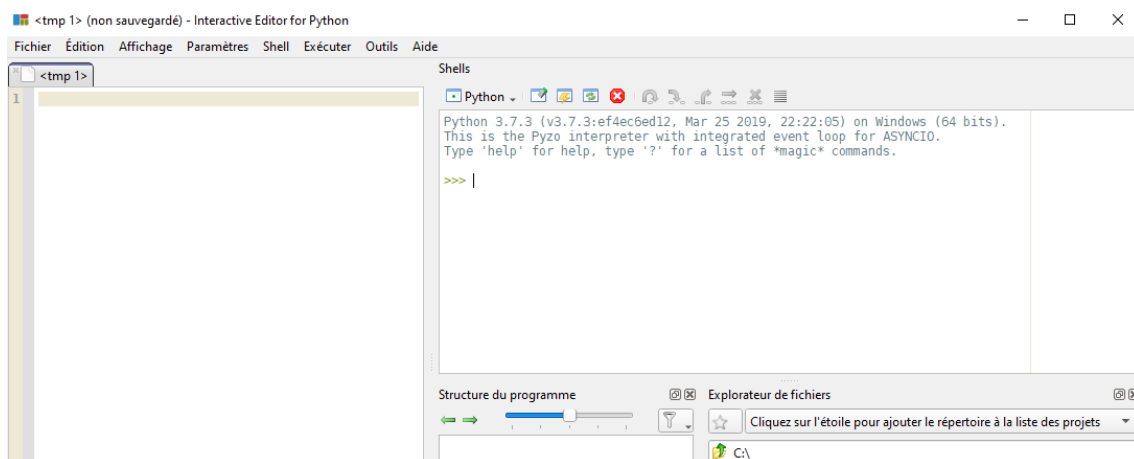 <tmp 1> (non sauvegardé) - Interactive Editor for Python
Fichier Édition Affichage Paramètres Shell Exécuter Outils Aide
<tmp 1>
1
Shells
Python
Python 3.7.3 (v3.7.3:ef4ec6ed12, Mar 25 2019, 22:22:05) on Windows (64 bits).
This is the Pyzo interpreter with integrated event loop for ASYNCIO.
Type 'help' for help, type '?' for a list of *magic* commands.
>>>
Structure du programme
Explorateur de fichiers
Cliquez sur l'étoile pour ajouter le répertoire à la liste des projets
C:\